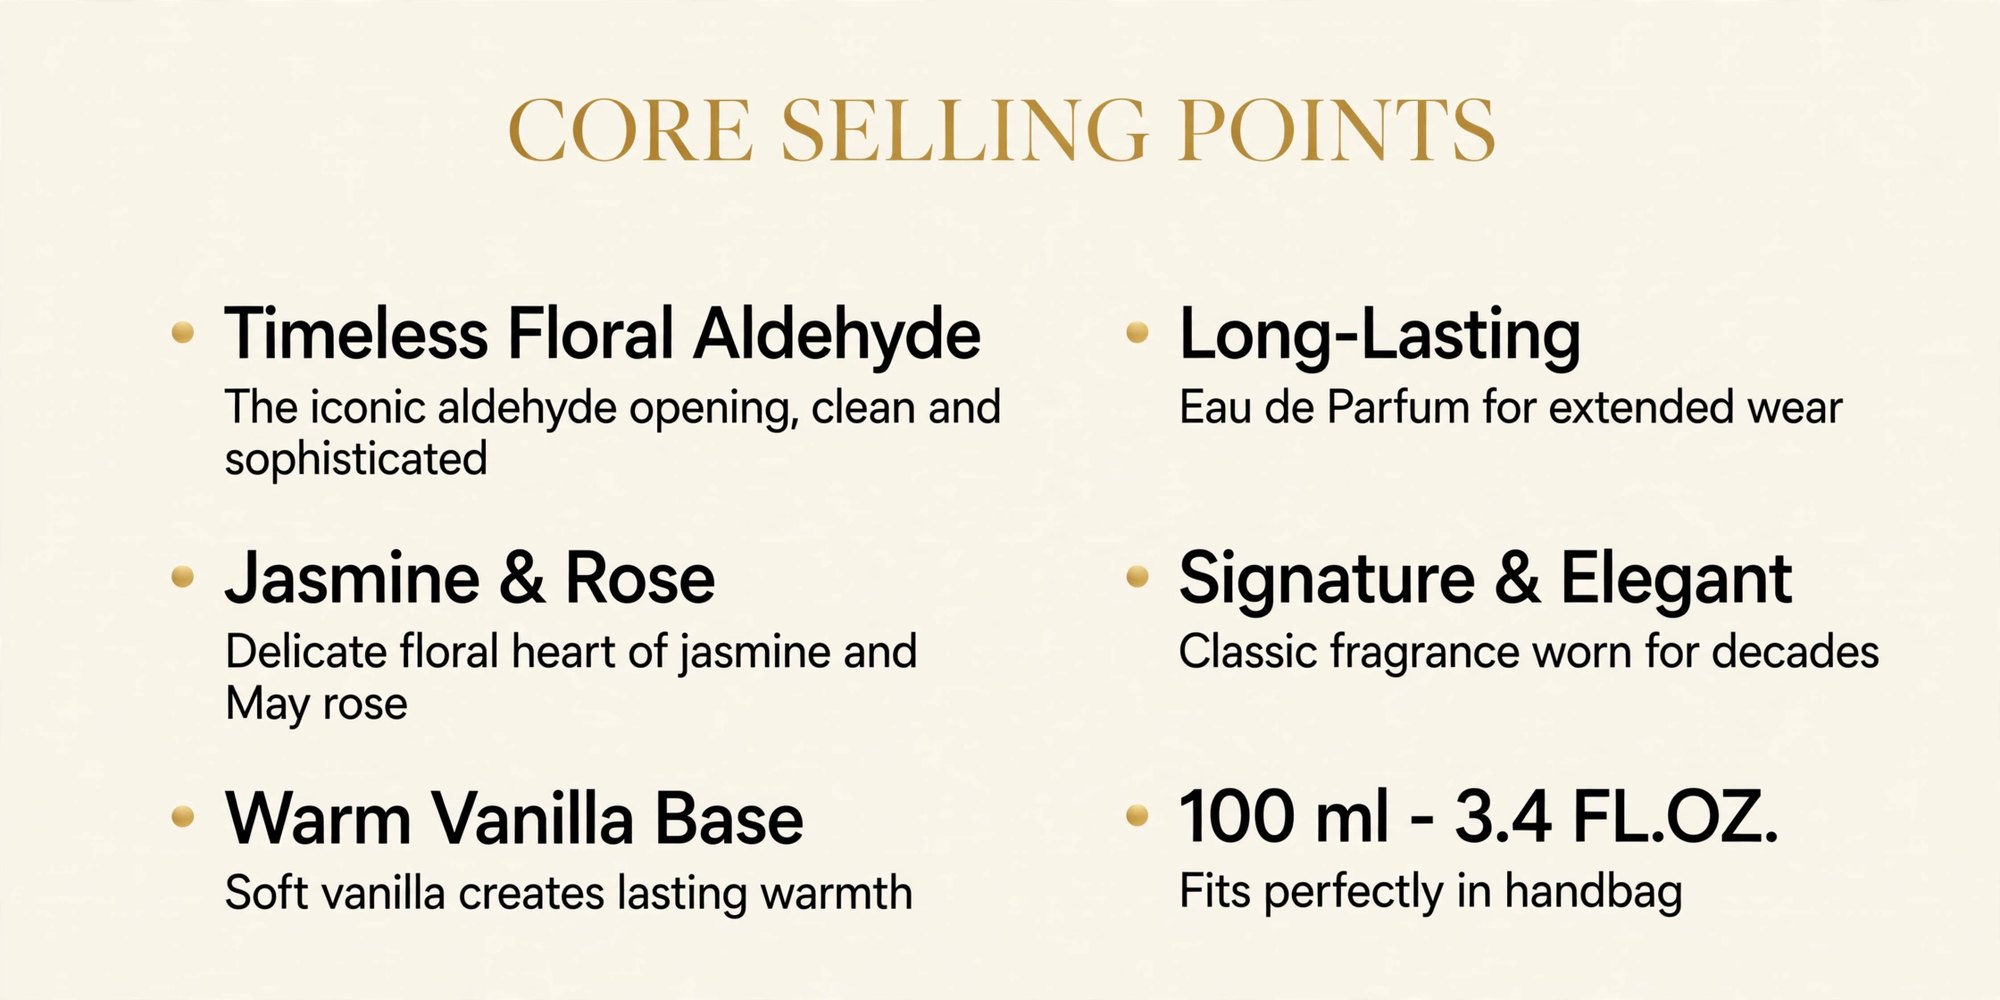 CORE SELLING POINTS
Timeless Floral Aldehyde
The iconic aldehyde opening, clean and
sophisticated
Jasmine & Rose
Delicate floral heart of jasmine and
May rose
Warm Vanilla Base
Soft vanilla creates lasting warmth
Long-Lasting
Eau de Parfum for extended wear
Signature & Elegant
Classic fragrance worn for decades
100 ml - 3.4 FL.OZ.
Fits perfectly in handbag